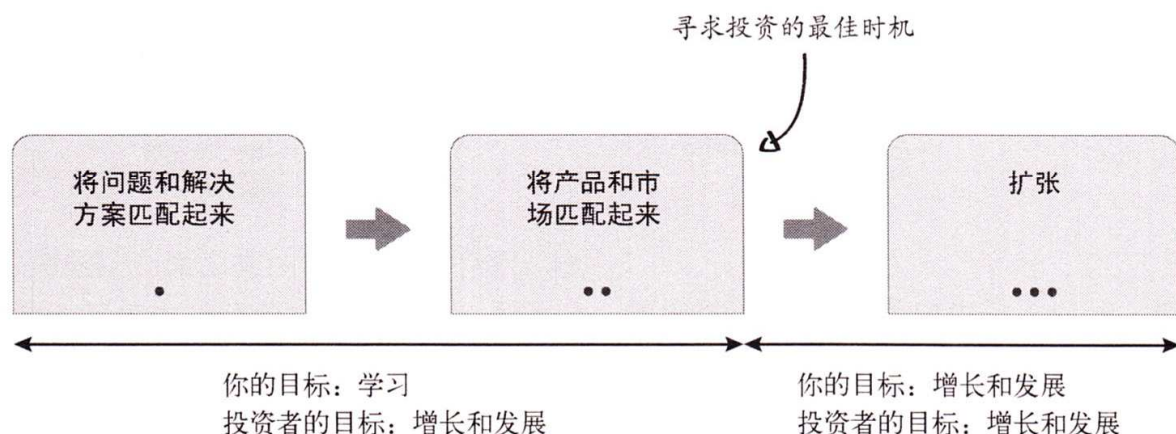 寻求投资的最佳时机
将问题和解决
方案匹配起来
将产品和市
场匹配起来
扩张
你的目标：学习
投资者的目标：增长和发展
你的目标：增长和发展
投资者的目标：增长和发展